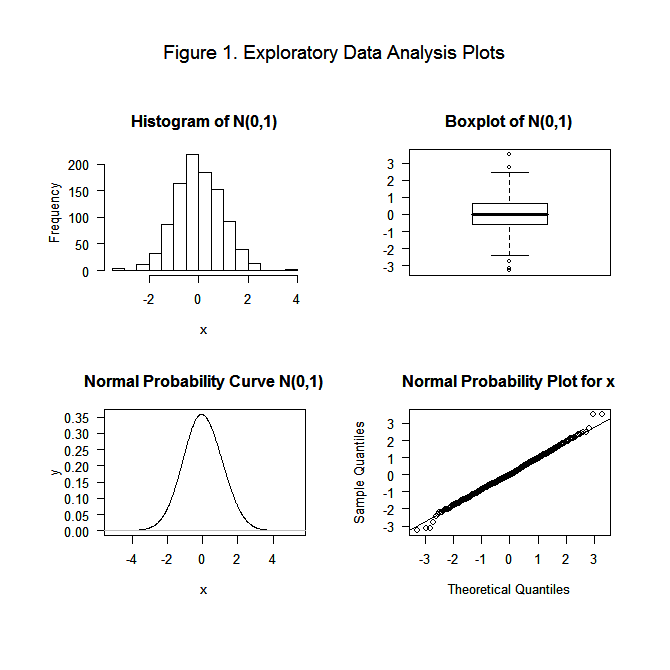 Figure 1. Exploratory Data Analysis Plots
Histogram of N(0,1)
Frequency
200
150
100
50
0
-2 0 2 4
x
Boxplot of N(0,1)
3
2
1
0
-1
-2
-3
Normal Probability Curve N(0,1)
y
0.35
0.30
0.25
0.20
0.15
0.10
0.05
0.00
-4 -2 0 2 4
x
Normal Probability Plot for x
Sample Quantiles
3
2
1
0
-1
-2
-3
-3 -2 -1 0 1 2 3
Theoretical Quantiles